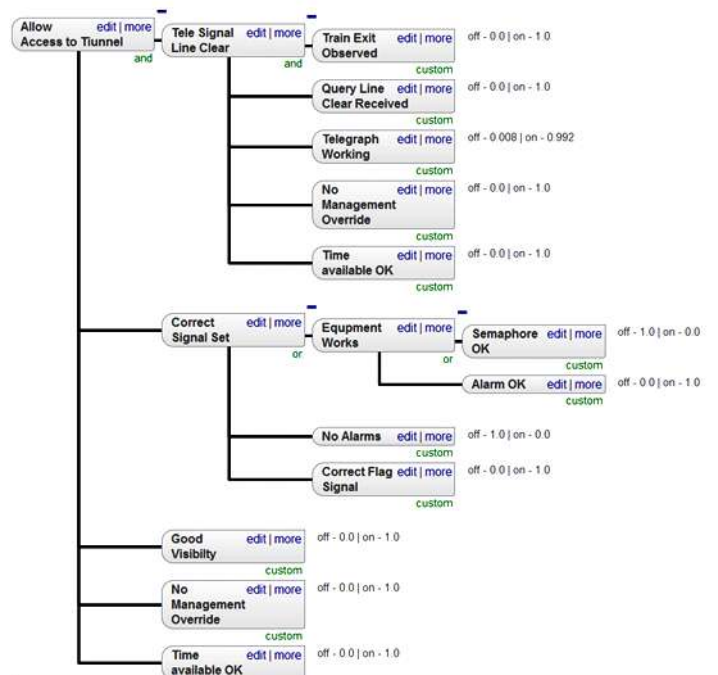 Allow edit | more
Access to Tiunnel
and
Tele Signal edit | more
Line Clear
and
Train Exit edit | more
Observed
custom
off - 0.0 | on - 1.0
Query Line edit | more
Clear Received
custom
off - 0.0 | on - 1.0
Telegraph edit | more
Working
custom
off - 0.008 | on - 0.992
No edit | more
Management
Override
custom
off - 0.0 | on - 1.0
Time edit | more
available OK
custom
off - 0.0 | on - 1.0
Correct edit | more
Signal Set
or
Equpment edit | more
Works
or
Semaphore edit | more
OK
custom
off - 1.0 | on - 0.0
Alarm OK edit | more
custom
off - 0.0 | on - 1.0
No Alarms edit | more
custom
off - 1.0 | on - 0.0
Correct Flag edit | more
Signal
custom
off - 0.0 | on - 1.0
Good edit | more
Visibilty
custom
off - 0.0 | on - 1.0
No edit | more
Management
Override
custom
off - 0.0 | on - 1.0
Time edit | more
available OK
off - 0.0 | on - 1.0